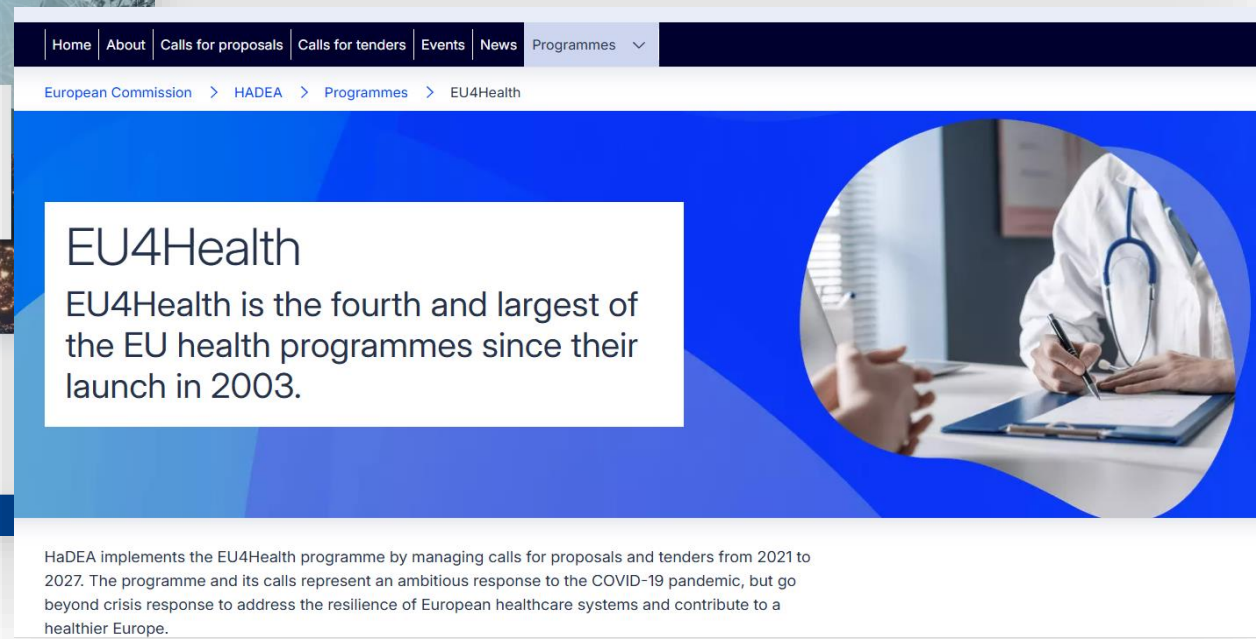 Home About Calls for proposals Calls for tenders Events News Programmes
European Commission > HADEA > Programmes > EU4Health
EU4Health
EU4Health is the fourth and largest of
the EU health programmes since their
launch in 2003.
HaDEA implements the EU4Health programme by managing calls for proposals and tenders from 2021 to
2027. The programme and its calls represent an ambitious response to the COVID-19 pandemic, but go
beyond crisis response to address the resilience of European healthcare systems and contribute to a
healthier Europe.